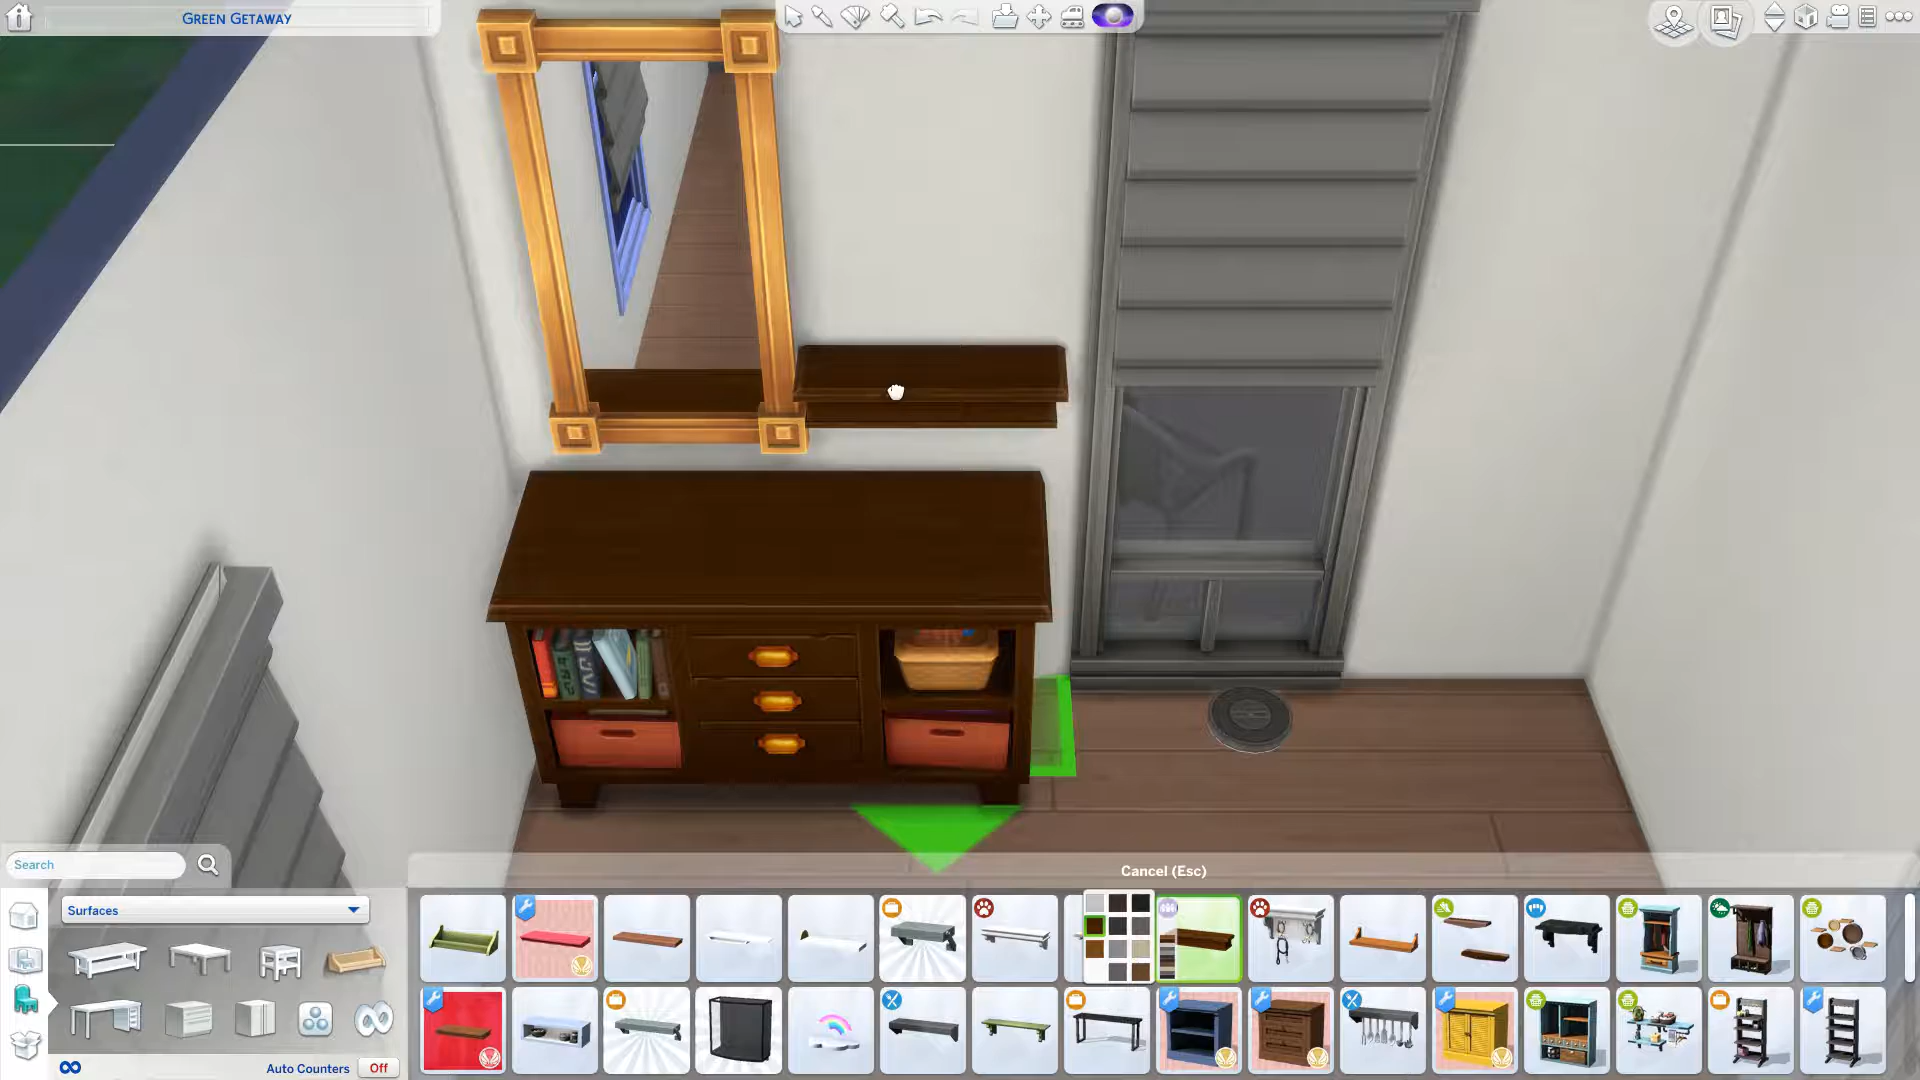 GREEN GETAWAY
Cancel (Esc)
Search
Surfaces
Auto Counters
Off